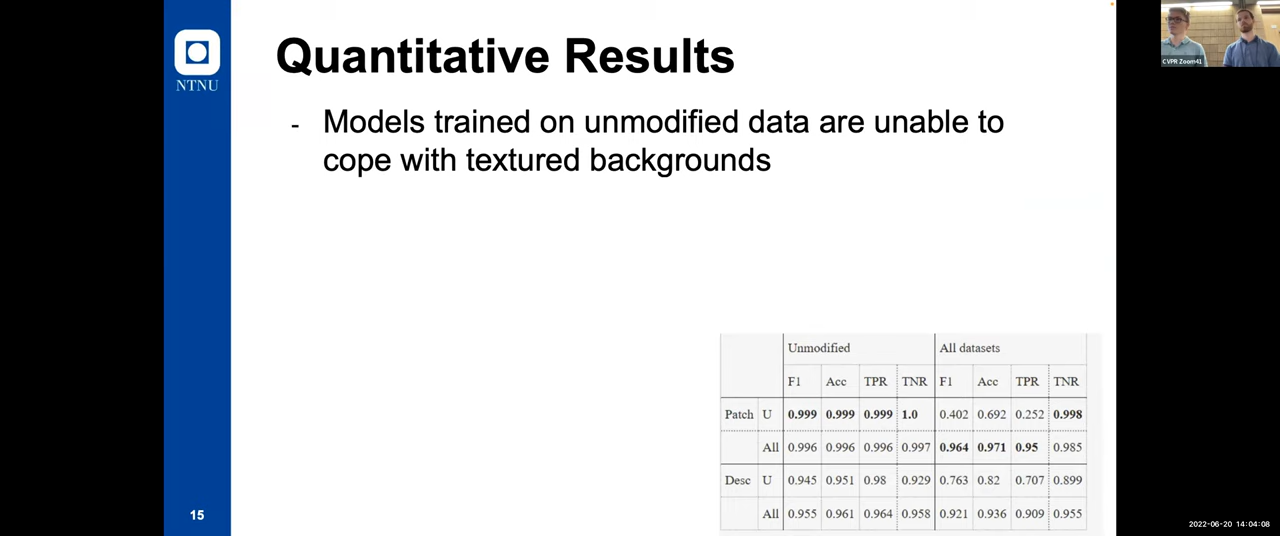 NTNU
Quantitative Results
- Models trained on unmodified data are unable to
cope with textured backgrounds
CVPR Zoom41
Unmodified All datasets
F1 Acc TPR TNR F1 Acc TPR TNR
Patch U 0.999 0.999 0.999 1.0 0.402 0.692 0.252 0.998
All 0.996 0.996 0.996 0.997 0.964 0.971 0.95 0.985
Desc U 0.945 0.951 0.98 0.929 0.763 0.82 0.707 0.899
All 0.955 0.961 0.964 0.958 0.921 0.936 0.909 0.955
15
2022-06-20 14:04:08